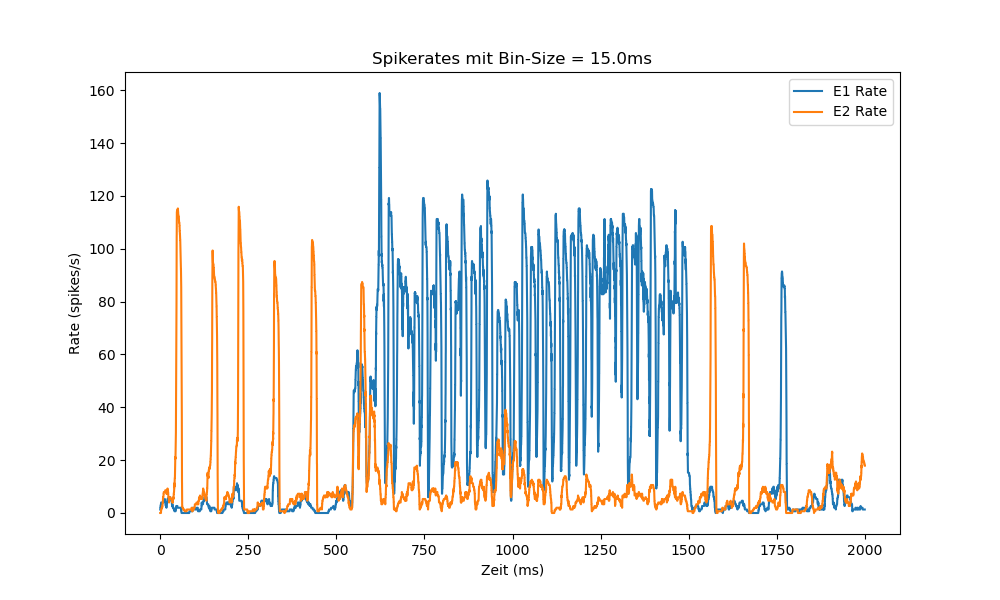 Spikerates mit Bin-Size = 15.0ms
E1 Rate
E2 Rate
Rate (spikes/s)
160
140
120
100
80
60
40
20
0
0 250 500 750 1000 1250 1500 1750 2000
Zeit (ms)